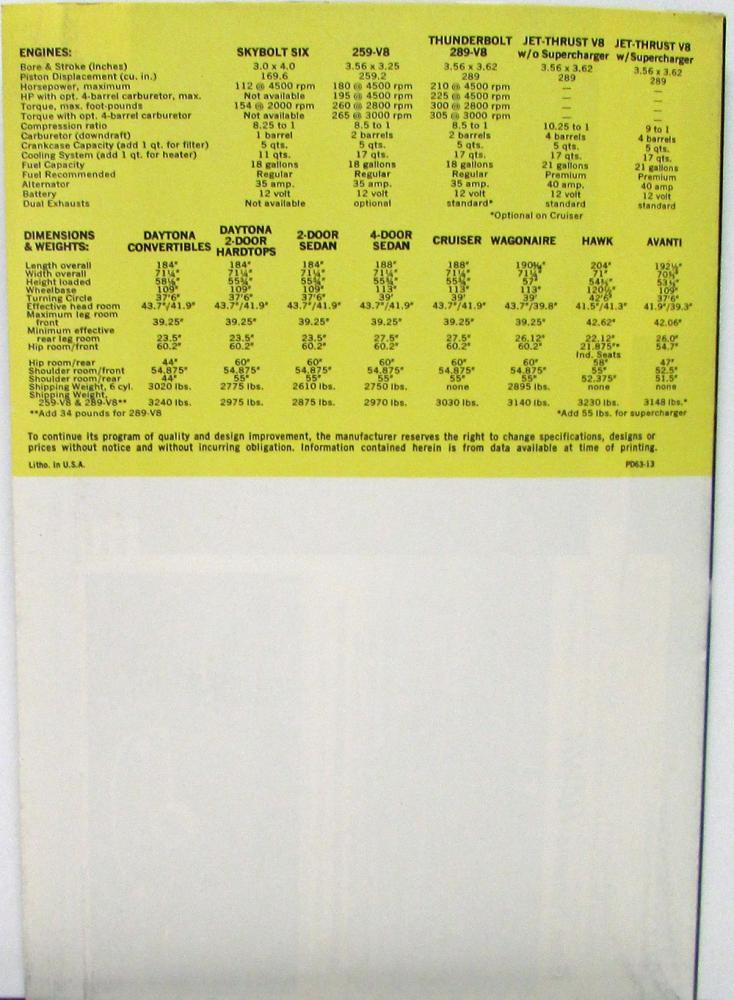 THUNDERBOLT JET-THRUST V8 JET-THRUST V8
ENGINES: SKYBOLT SIX 259-V8 289-V8 w/o Supercharger w/Supercharger
Bore & Stroke (Inches) 3.0 x 4.0 3.56 x 3.25 3.56 x 3.62 3.56 x 3.62 3.56 x 3.62
Piston Displacement (cu. in.) 169.6 259.2 289 289 289
Horsepower, maximum 112 @ 4500 rpm 180 @ 4500 rpm 210 @ 4500 rpm — —
HP with opt. 4-barrel carburetor, max. Not available 195 @ 4500 rpm 225 @ 4500 rpm — —
Torque, max. foot-pounds 154 @ 2000 rpm 260 @ 2800 rpm 300 @ 2800 rpm — —
Torque with opt. 4-barrel carburetor Not available 265 @ 3000 rpm 305 @ 3000 rpm — —
Compression ratio 8.25 to 1 8.5 to 1 8.5 to 1 10.25 to 1 9 to 1
Carburetor (downdraft) 1 barrel 2 barrels 2 barrels 4 barrels 4 barrels
Crankcase Capacity (add 1 qt. for filter) 5 qts. 5 qts. 5 qts. 5 qts. 5 qts.
Cooling System (add 1 qt. for heater) 11 qts. 17 qts. 17 qts. 17 qts. 17 qts.
Fuel Capacity 18 gallons 18 gallons 18 gallons 21 gallons 21 gallons
Fuel Recommended Regular Regular Regular Premium Premium
Alternator 35 amp. 35 amp. 35 amp. 40 amp. 40 amp
Battery 12 volt 12 volt 12 volt 12 volt 12 volt
Dual Exhausts Not available optional standard* standard standard
*Optional on Cruiser
DIMENSIONS & WEIGHTS: DAYTONA CONVERTIBLES DAYTONA 2-DOOR HARDTOPS 2-DOOR SEDAN 4-DOOR SEDAN CRUISER WAGONAIRE HAWK AVANTI
Length overall 184" 184" 184" 188" 188" 204"
Width overall 71¼" 71¼" 71¼" 71¼" 71¼" 71¼" 71"
Height loaded 55¾" 55¾" 55¾" 55¾" 57"
Wheelbase 109" 109" 109" 113" 113" 113" 120½" 109"
Turning Circle 37'6" 37'6" 37'6" 39' 39' 39' 42'6" 37'6"
Effective head room 43.7"/41.9" 43.7"/41.9" 43.7"/41.9" 43.7"/41.9" 43.7"/41.9" 43.7"/39.8" 41.5"/41.3" 41.9"/39.3"
Maximum leg room
front 39.25" 39.25" 39.25" 39.25" 39.25" 39.25" 42.62" 42.06"
Minimum effective
rear leg room 23.5" 23.5" 23.5" 27.5" 27.5" 26.12" 22.12" 26.0"
Hip room/front 60.2" 60.2" 60.2" 60.2" 60.2" 60.2" 21.875"* 54.7"
Ind. Seats
Hip room/rear 44" 60" 60" 60" 60" 60" 58" 47"
Shoulder room/front 54.875" 54.875" 54.875" 54.875" 54.875" 54.875" 55" 52.5"
Shoulder room/rear 44" 55" 55" 55" 55" 55" 52.375" 51.5"
Shipping Weight, 6 cyl. 3020 lbs. 2775 lbs. 2610 lbs. 2750 lbs. none 2895 lbs. none none
Shipping Weight,
259-V8 & 289-V8** 3240 lbs. 2975 lbs. 2875 lbs. 2970 lbs. 3030 lbs. 3140 lbs. 3230 lbs. 3148 lbs.*
**Add 34 pounds for 289-V8 *Add 55 lbs. for supercharger
To continue its program of quality and design improvement, the manufacturer reserves the right to change specifications, designs or
prices without notice and without incurring obligation. Information contained herein is from data available at time of printing.
Litho. in U.S.A. PD63-13